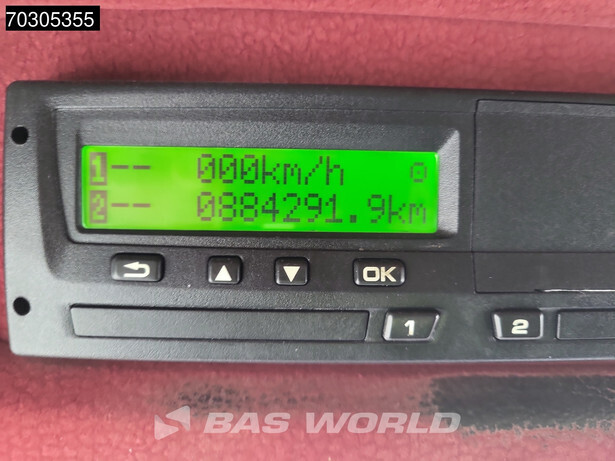 70305355
1 -- 000km/h
2 -- 0884291.9km
OK
1
2
BAS WORLD